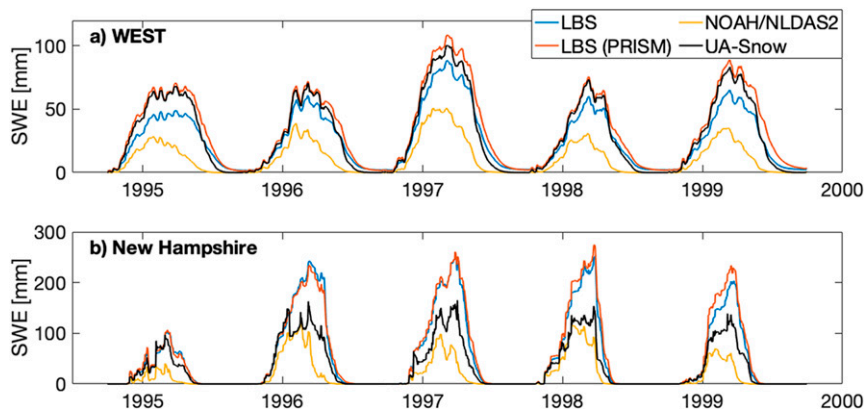 a) WEST
LBS
LBS (PRISM)
NOAH/NLDAS2
UA-Snow
SWE [mm]
100
50
0
1995
1996
1997
1998
1999
2000
b) New Hampshire
SWE [mm]
300
200
100
0
1995
1996
1997
1998
1999
2000